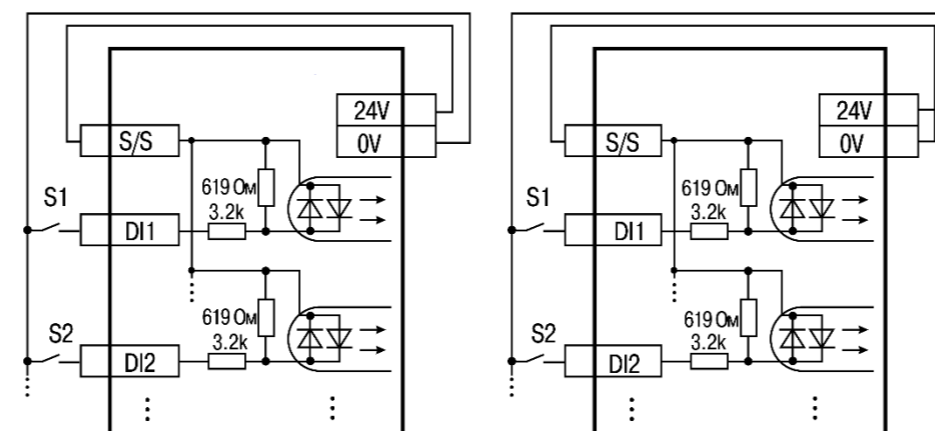 24V
0V
S/S
619 Ом
3.2k
S1
DI1
619 Ом
3.2k
S2
DI2
24V
0V
S/S
619 Ом
3.2k
S1
DI1
619 Ом
3.2k
S2
DI2